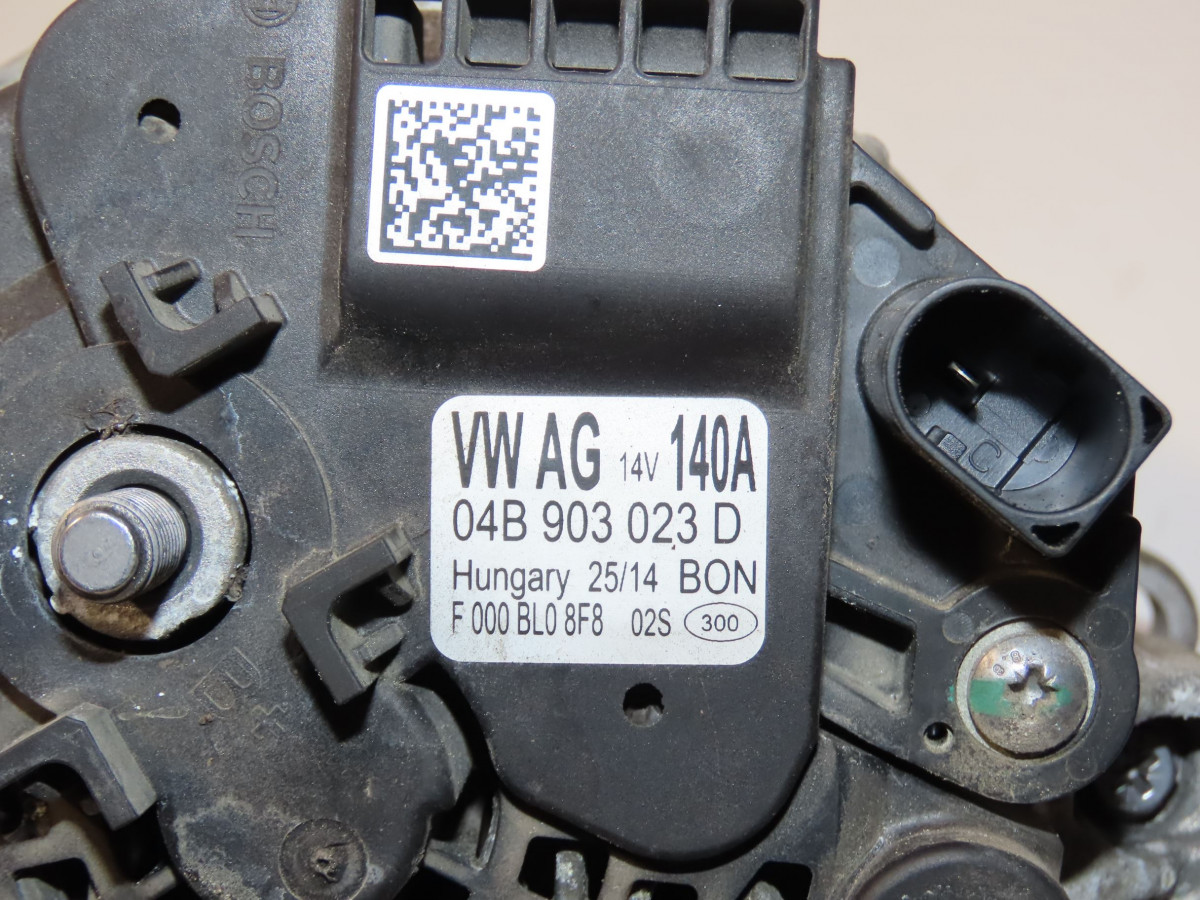 BOSCH
VW AG 14V 140A
04B 903 023 D
Hungary 25/14 BON
F 000 BL0 8F8 02S 300
B+
C